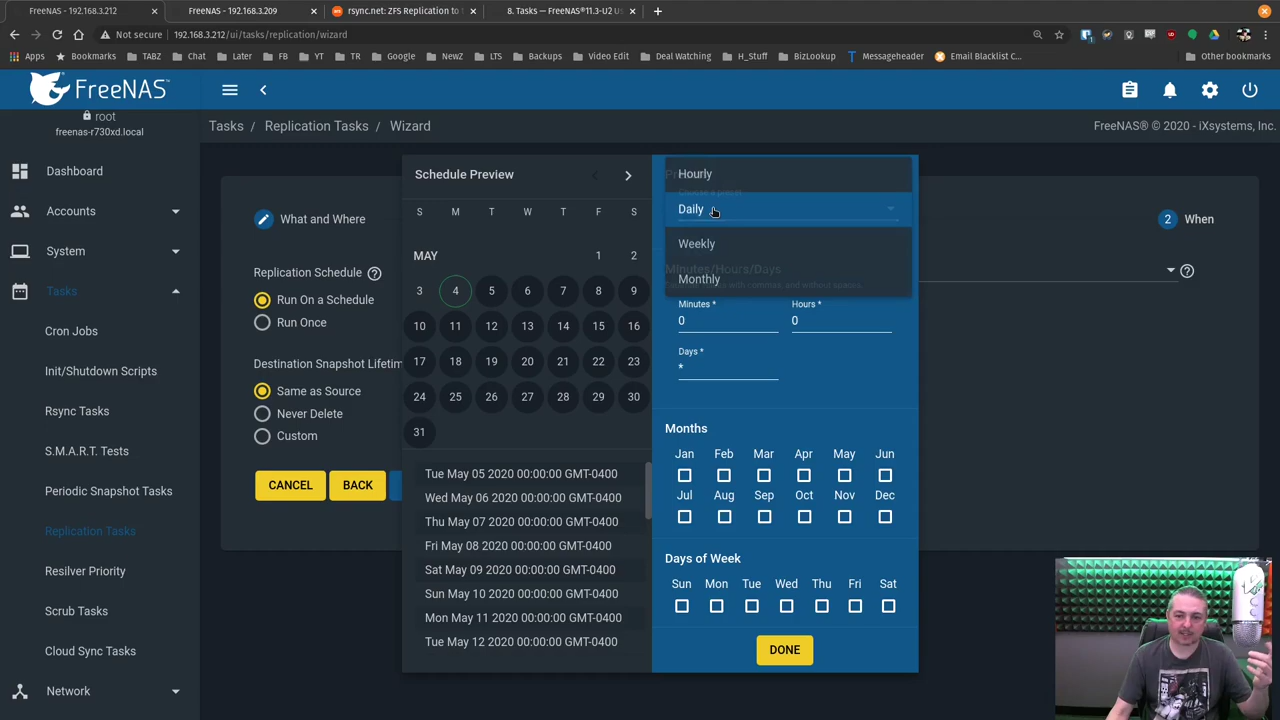 FreeNAS - 192.168.3.212
FreeNAS - 192.168.3.209
rsync.net: ZFS Replication to
8. Tasks — FreeNAS®11.3-U2 Us
Not secure
192.168.3.212/ui/tasks/replication/wizard
Apps
Bookmarks
TABZ
Chat
Later
FB
YT
TR
Google
NewZ
LTS
Backups
Video Edit
Deal Watching
H_Stuff
BizLookup
Messageheader
Email Blacklist C...
Other bookmarks
FreeNAS
root
freenas-r730xd.local
Tasks > Replication Tasks > Wizard
FreeNAS® © 2020 - iXsystems, Inc.
Dashboard
Accounts
System
Tasks
Cron Jobs
Init/Shutdown Scripts
Rsync Tasks
S.M.A.R.T. Tests
Periodic Snapshot Tasks
Replication Tasks
Resilver Priority
Scrub Tasks
Cloud Sync Tasks
Network
What and Where
2 When
Replication Schedule
Run On a Schedule
Run Once
Destination Snapshot Lifetim
Same as Source
Never Delete
Custom
CANCEL
BACK
Schedule Preview
S M T W T F S
MAY 1 2
3 4 5 6 7 8 9
10 11 12 13 14 15 16
17 18 19 20 21 22 23
24 25 26 27 28 29 30
31
Tue May 05 2020 00:00:00 GMT-0400
Wed May 06 2020 00:00:00 GMT-0400
Thu May 07 2020 00:00:00 GMT-0400
Fri May 08 2020 00:00:00 GMT-0400
Sat May 09 2020 00:00:00 GMT-0400
Sun May 10 2020 00:00:00 GMT-0400
Mon May 11 2020 00:00:00 GMT-0400
Tue May 12 2020 00:00:00 GMT-0400
Hourly
Daily
Weekly
Minutes/Hours/Days
Monthly
Minutes * Hours *
0 0
Days *
*
Months
Jan Feb Mar Apr May Jun
Jul Aug Sep Oct Nov Dec
Days of Week
Sun Mon Tue Wed Thu Fri Sat
DONE